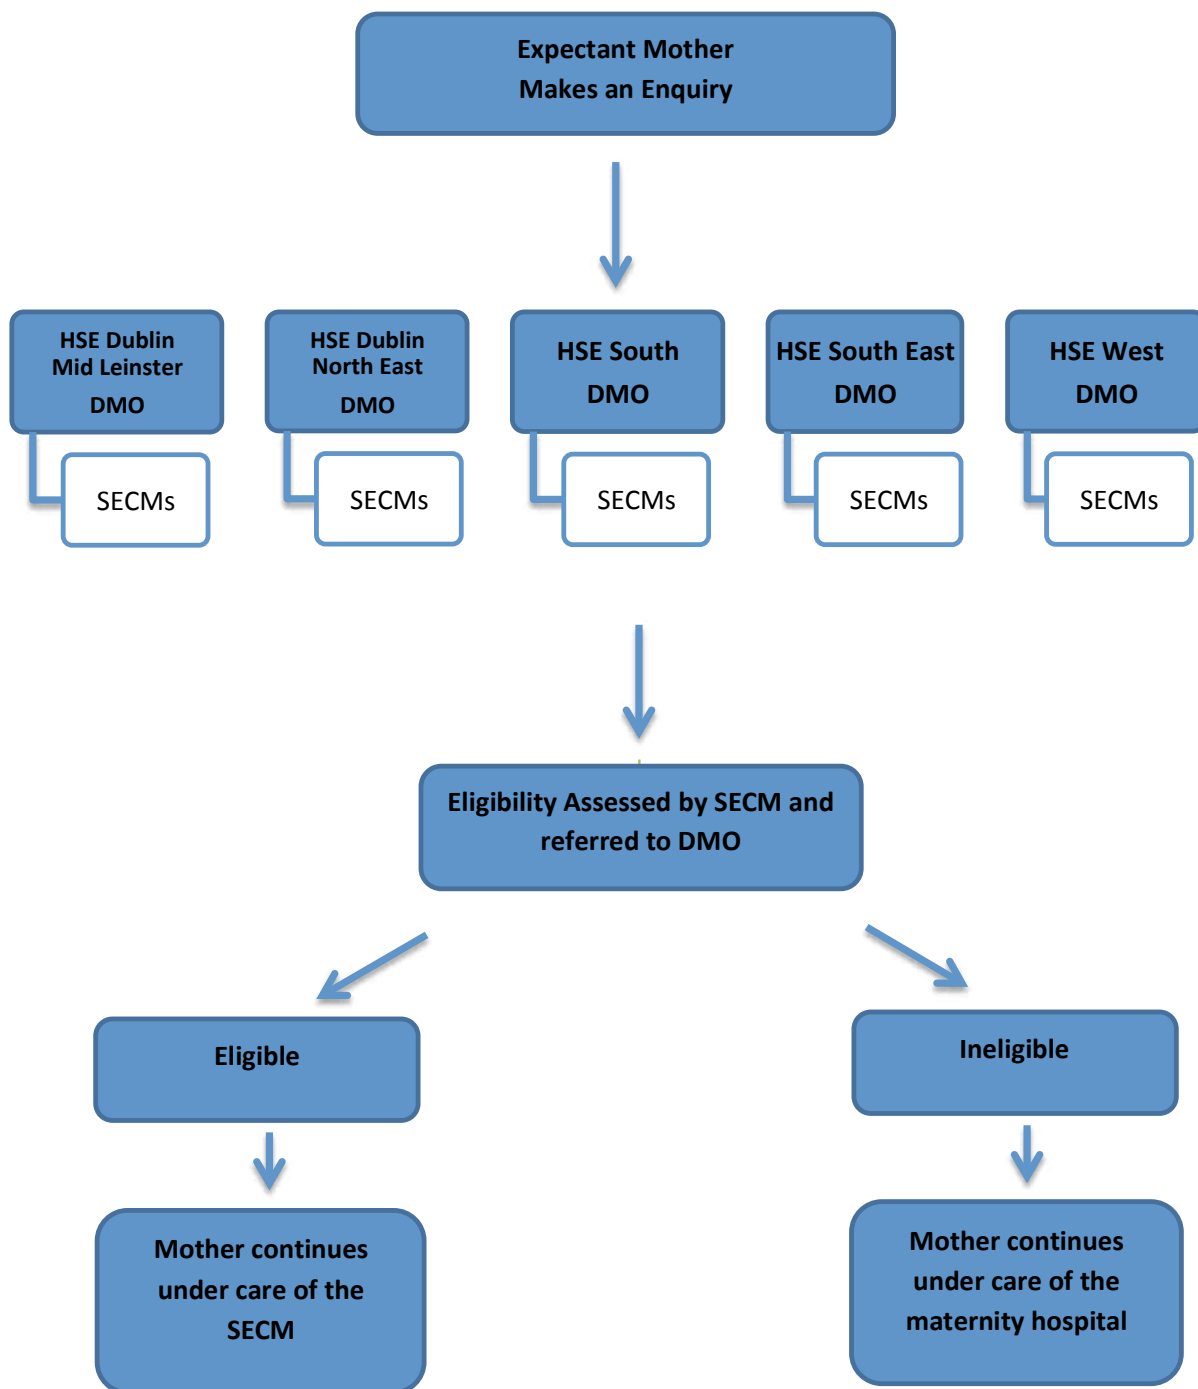 Expectant Mother
Makes an Enquiry
HSE Dublin
Mid Leinster
DMO
HSE Dublin
North East
DMO
HSE South
DMO
HSE South East
DMO
HSE West
DMO
SECMs
SECMs
SECMs
SECMs
SECMs
Eligibility Assessed by SECM and
referred to DMO
Eligible
Ineligible
Mother continues
under care of the
SECM
Mother continues
under care of the
maternity hospital